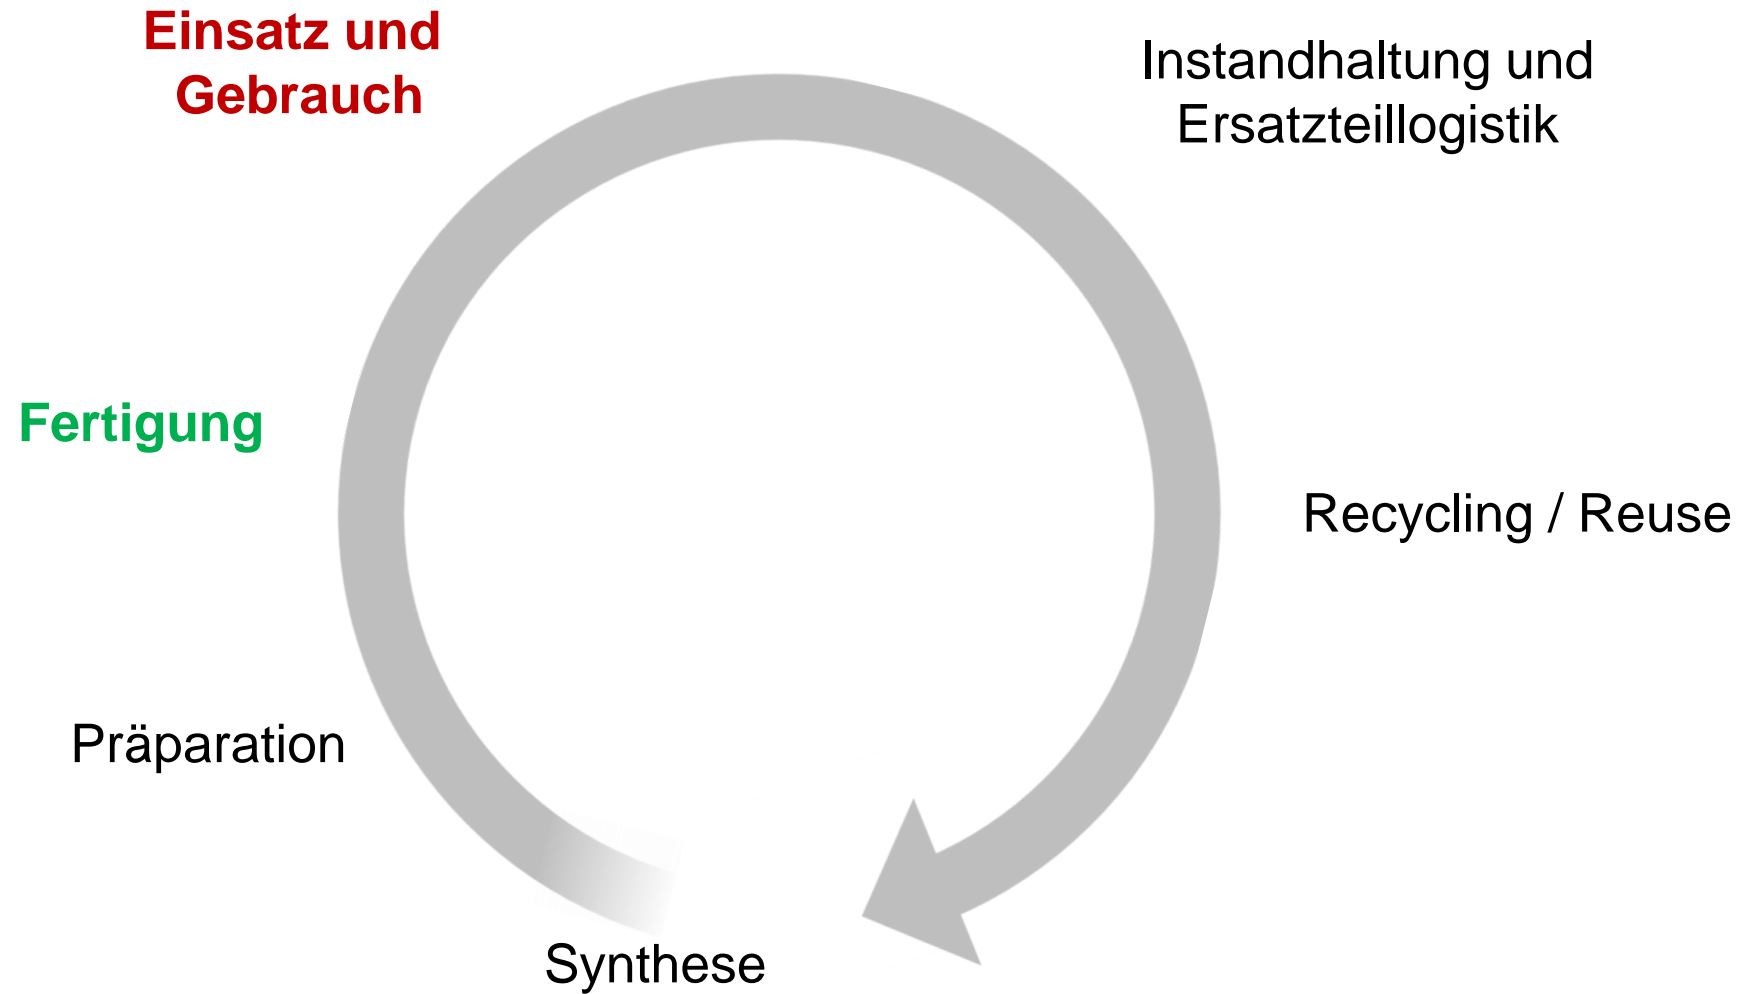 Einsatz und
Gebrauch
Instandhaltung und
Ersatzteillogistik
Fertigung
Recycling / Reuse
Präparation
Synthese